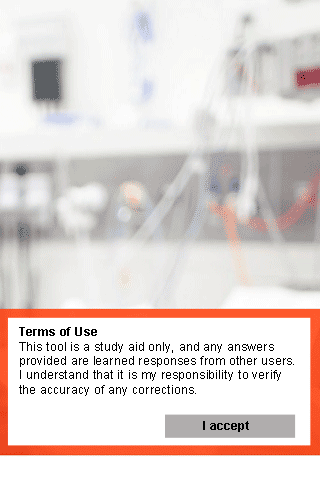 Terms of Use
This tool is a study aid only, and any answers
provided are learned responses from other users.
I understand that it is my responsibility to verify
the accuracy of any corrections.
I accept